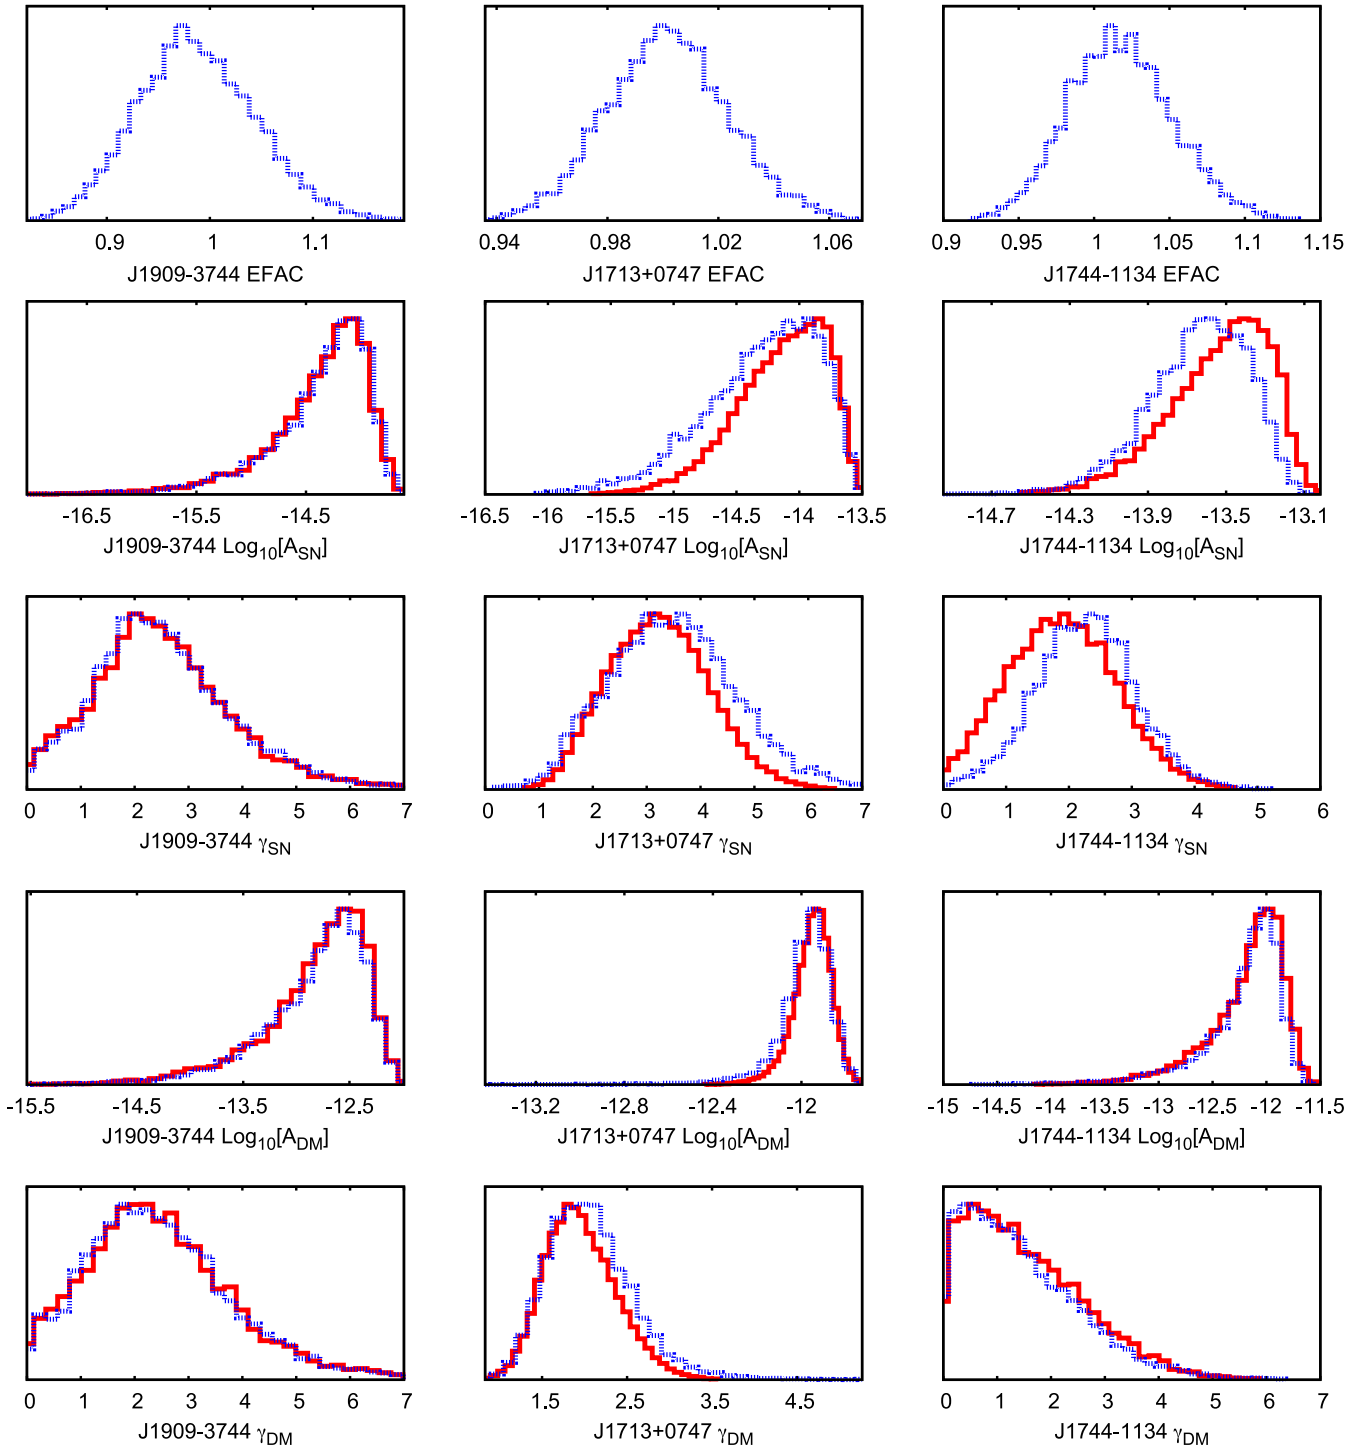 0.9 1 1.1
J1909-3744 EFAC
0.94 0.98 1.02 1.06
J1713+0747 EFAC
0.9 0.95 1 1.05 1.1 1.15
J1744-1134 EFAC
-16.5 -15.5 -14.5
J1909-3744 Log10[ASN]
-16.5 -16 -15.5 -15 -14.5 -14 -13.5
J1713+0747 Log10[ASN]
-14.7 -14.3 -13.9 -13.5 -13.1
J1744-1134 Log10[ASN]
0 1 2 3 4 5 6 7
J1909-3744 γSN
0 1 2 3 4 5 6 7
J1713+0747 γSN
0 1 2 3 4 5 6
J1744-1134 γSN
-15.5 -14.5 -13.5 -12.5
J1909-3744 Log10[ADM]
-13.2 -12.8 -12.4 -12
J1713+0747 Log10[ADM]
-15 -14.5 -14 -13.5 -13 -12.5 -12 -11.5
J1744-1134 Log10[ADM]
0 1 2 3 4 5 6 7
J1909-3744 γDM
1.5 2.5 3.5 4.5
J1713+0747 γDM
0 1 2 3 4 5 6 7
J1744-1134 γDM